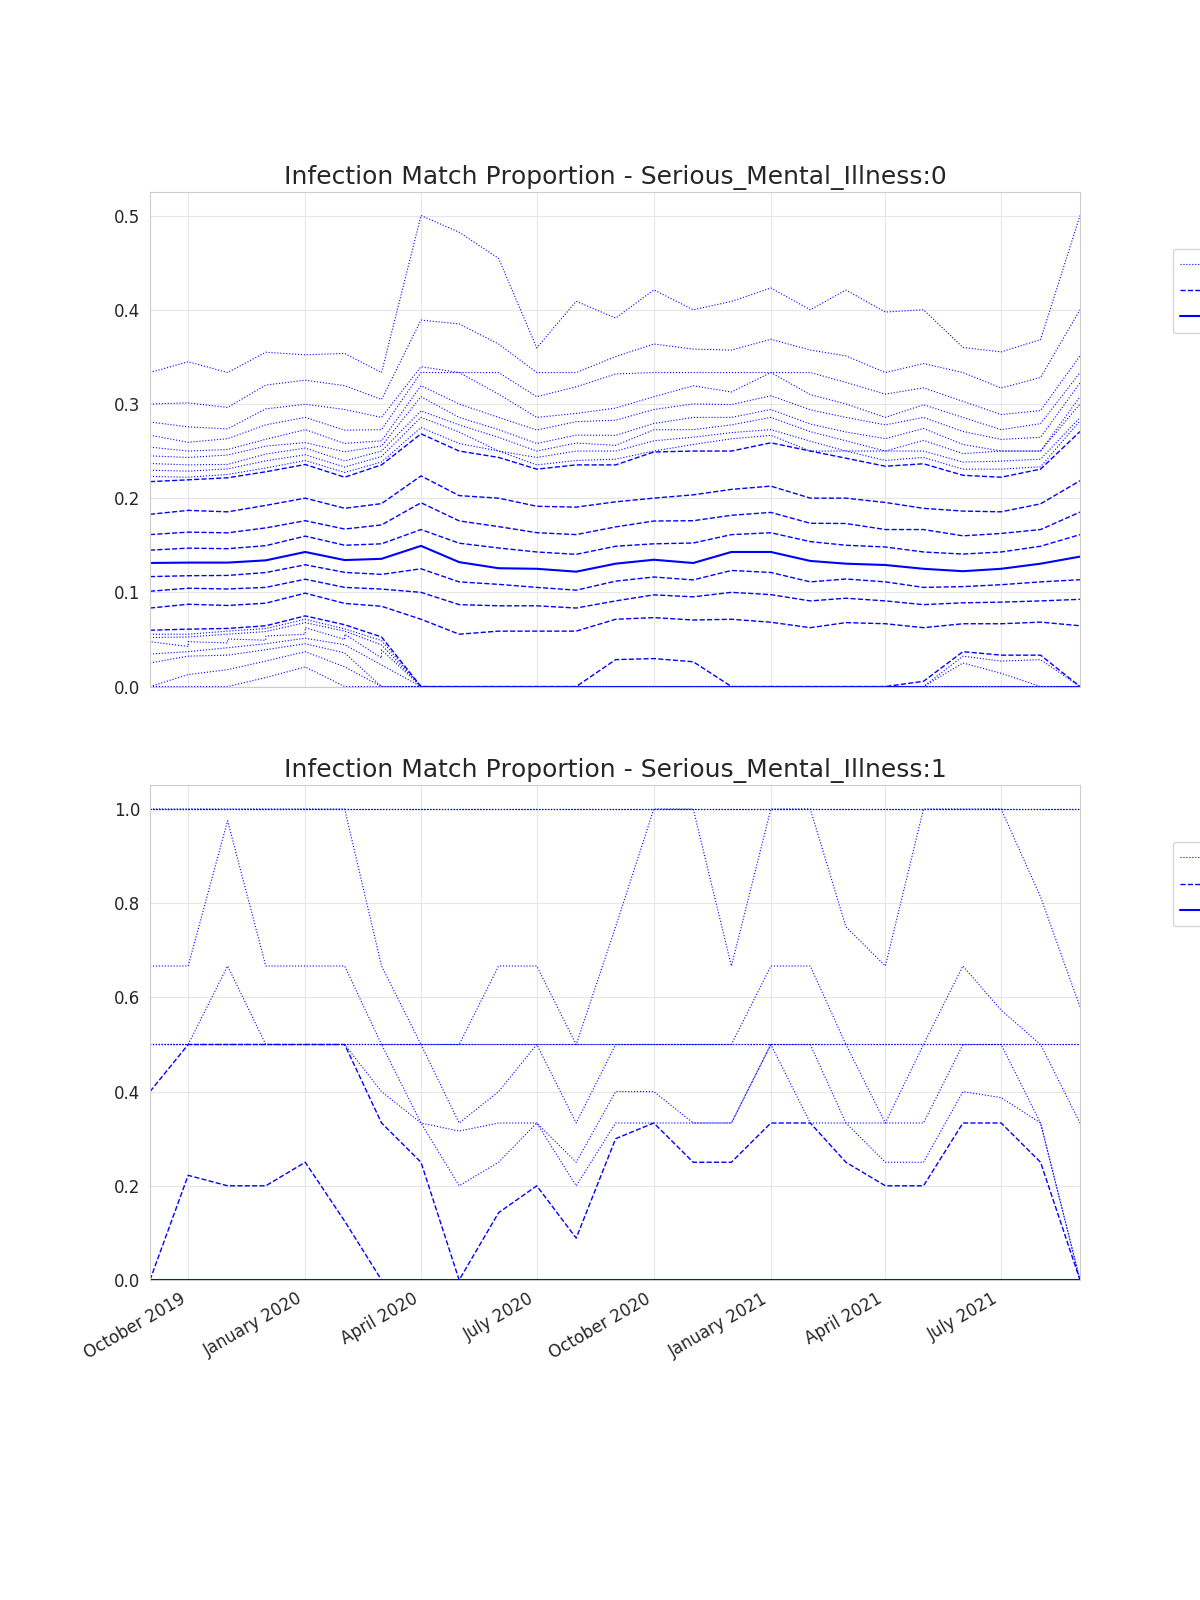 Infection Match Proportion - Serious_Mental_Illness:0
0.5
0.4
0.3
0.2
0.1
0.0
Infection Match Proportion - Serious_Mental_Illness:1
1.0
0.8
0.6
0.4
0.2
0.0
October 2019
January 2020
April 2020
July 2020
October 2020
January 2021
April 2021
July 2021